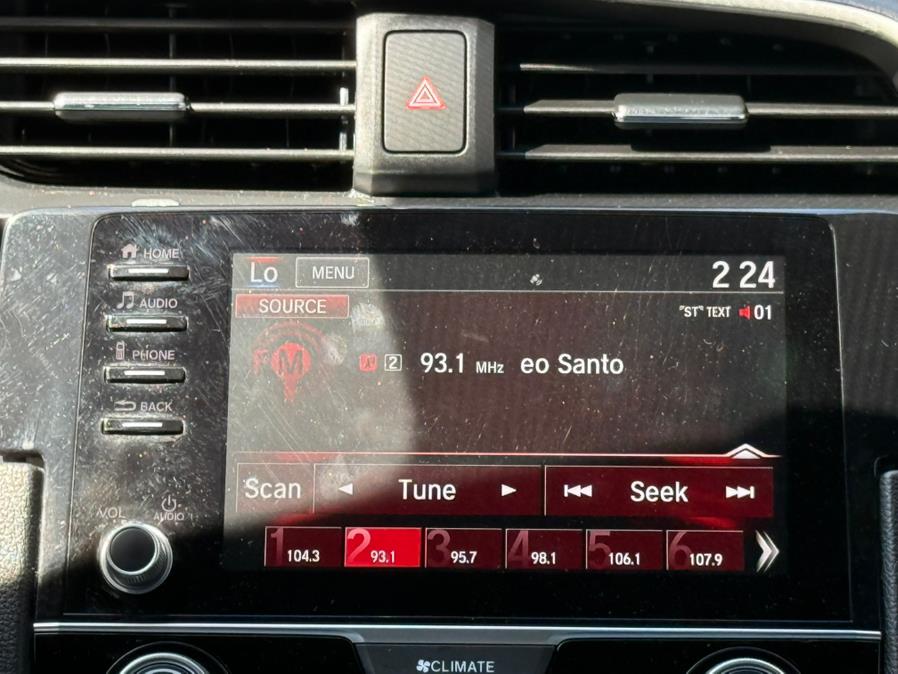 HOME
Lo MENU 2 24
AUDIO
SOURCE "ST" TEXT 01
PHONE
FM
2 93.1 MHz eo Santo
BACK
Scan Tune Seek
VOL AUDIO
1 104.3 2 93.1 3 95.7 4 98.1 5 106.1 6 107.9
CLIMATE